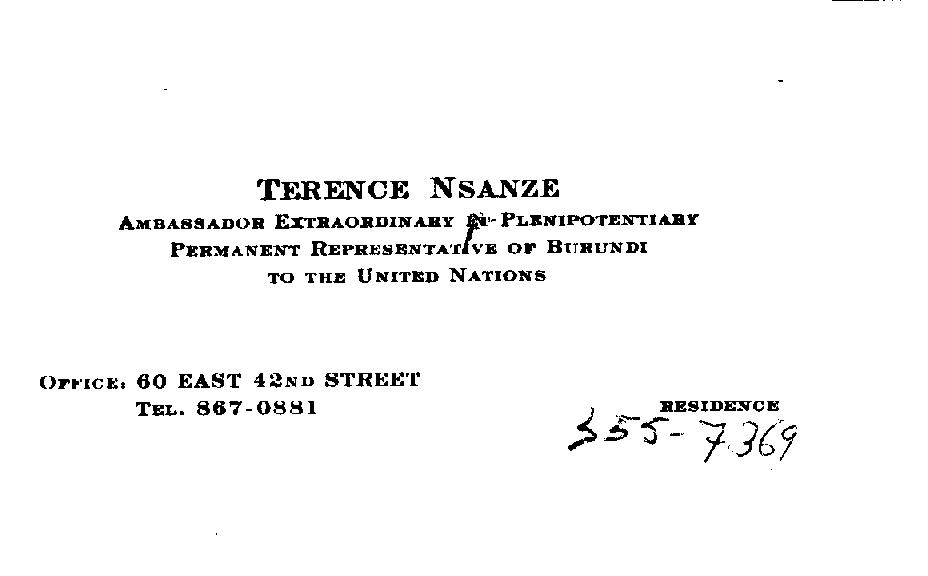 TERENCE NSANZE
AMBASSADOR EXTRAORDINARY PLENIPOTENTIARY
PERMANENT REPRESENTATIVE OF BURUNDI
TO THE UNITED NATIONS
OFFICE: 60 EAST 42ND STREET
TEL. 867-0881
RESIDENCE
355-7369